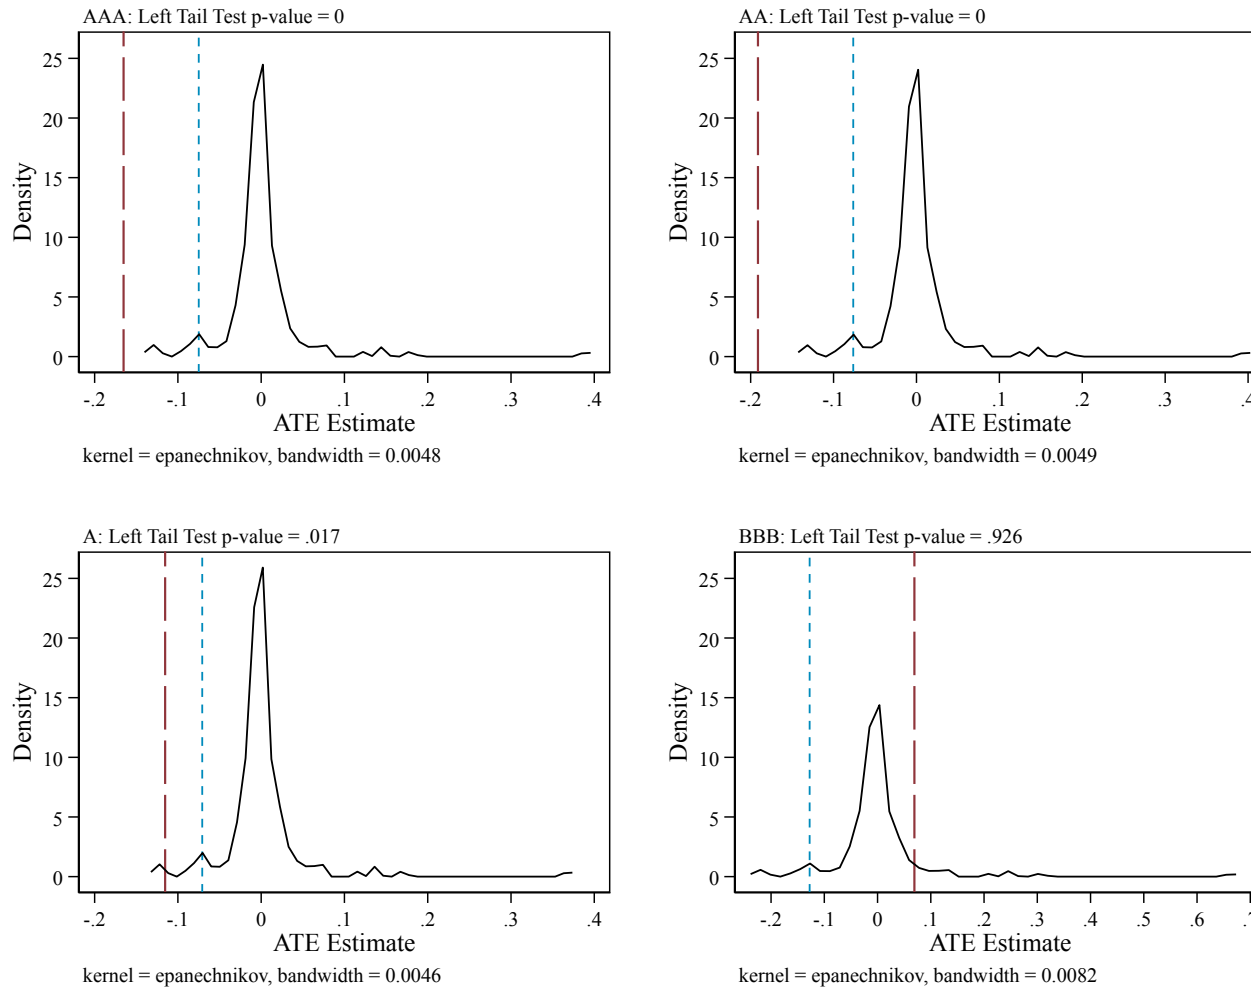 AAA: Left Tail Test p-value = 0
25
20
15
10
5
0
Density
-.2 -.1 0 .1 .2 .3 .4
ATE Estimate
kernel = epanechnikov, bandwidth = 0.0048
AA: Left Tail Test p-value = 0
25
20
15
10
5
0
Density
-.2 -.1 0 .1 .2 .3 .4
ATE Estimate
kernel = epanechnikov, bandwidth = 0.0049
A: Left Tail Test p-value = .017
25
20
15
10
5
0
Density
-.2 -.1 0 .1 .2 .3 .4
ATE Estimate
kernel = epanechnikov, bandwidth = 0.0046
BBB: Left Tail Test p-value = .926
25
20
15
10
5
0
Density
-.2 -.1 0 .1 .2 .3 .4 .5 .6 .7
ATE Estimate
kernel = epanechnikov, bandwidth = 0.0082